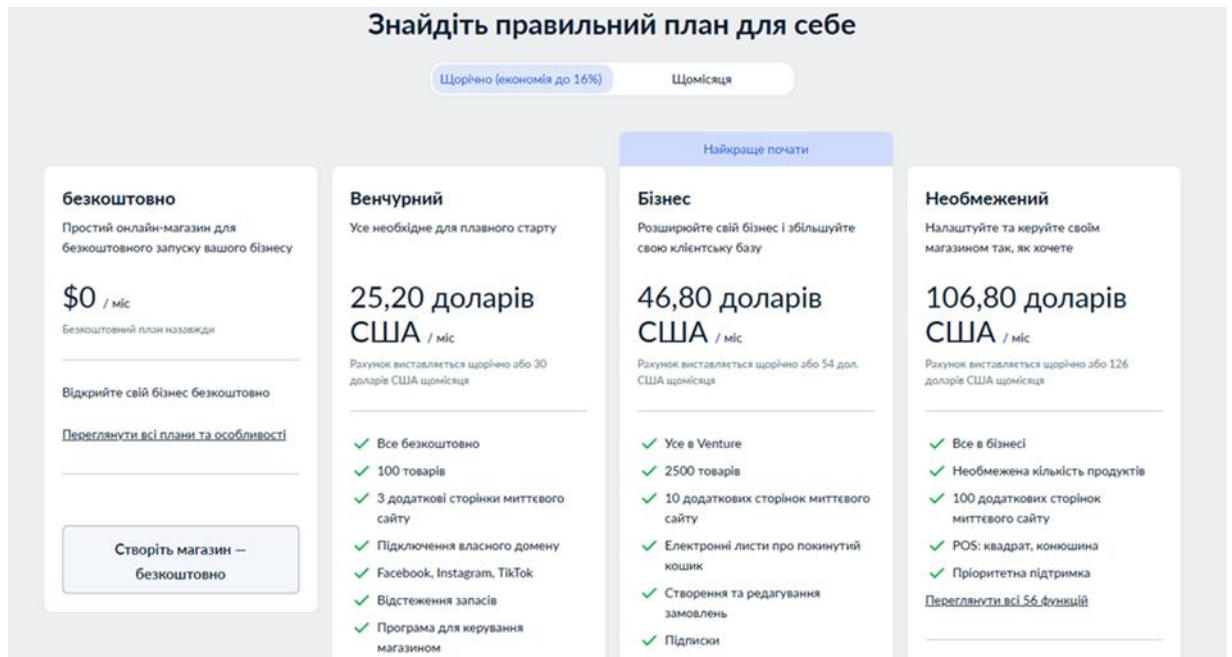 Знайдіть правильний план для себе
Щорічно (економія до 16%)
Щомісяця
безкоштовно
Простий онлайн-магазин для
безкоштовного запуску вашого бізнесу
$0 / міс
Безкоштовний план назавжди
Відкрийте свій бізнес безкоштовно
Переглянути всі плани та особливості
Створіть магазин —
безкоштовно
Венчурний
Усе необхідне для плавного старту
25,20 доларів
США / міс
Рахунок виставляється щорічно або 30
доларів США щомісяця
Все безкоштовно
100 товарів
3 додаткові сторінки миттєвого
сайту
Підключення власного домену
Facebook, Instagram, TikTok
Відстеження запасів
Програма для керування
магазином
Найкраще почати
Бізнес
Розширюйте свій бізнес і збільшуйте
свою клієнтську базу
46,80 доларів
США / міс
Рахунок виставляється щорічно або 54 дол.
США щомісяця
Усе в Venture
2500 товарів
10 додаткових сторінок миттєвого
сайту
Електронні листи про покинутий
кошик
Створення та редагування
замовлень
Підписки
Необмежений
Налаштуйте та керуйте своїм
магазином так, як хочете
106,80 доларів
США / міс
Рахунок виставляється щорічно або 126
доларів США щомісяця
Все в бізнесі
Необмежена кількість продуктів
100 додаткових сторінок
миттєвого сайту
POS: квадрат, конюшина
Пріоритетна підтримка
Переглянути всі 56 функцій